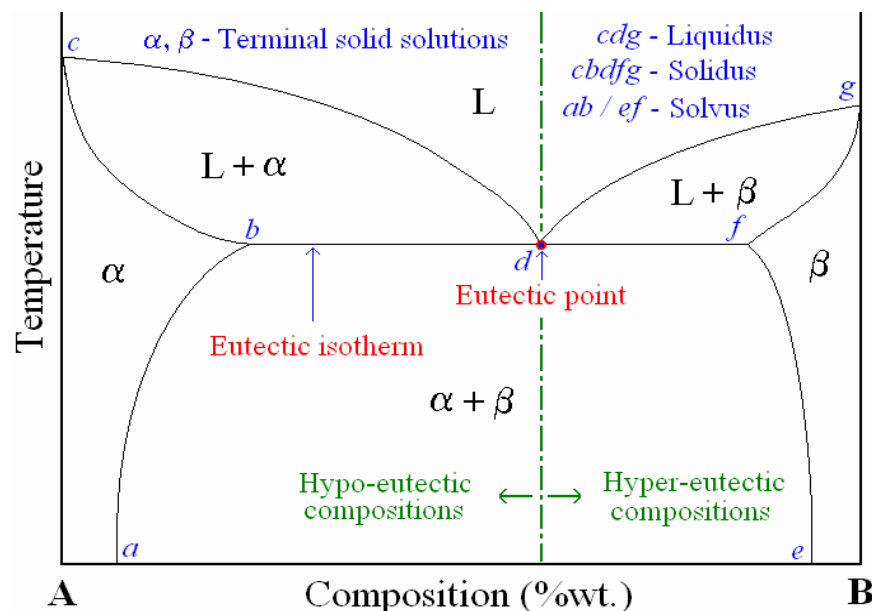 c
α, β - Terminal solid solutions
cdg - Liquidus
cbdfg - Solidus
ab / ef - Solvus
L
g
L + α
L + β
b
f
d
α
β
Temperature
Eutectic point
Eutectic isotherm
α + β
Hypo-eutectic
compositions
Hyper-eutectic
compositions
a
e
A
Composition (%wt.)
B